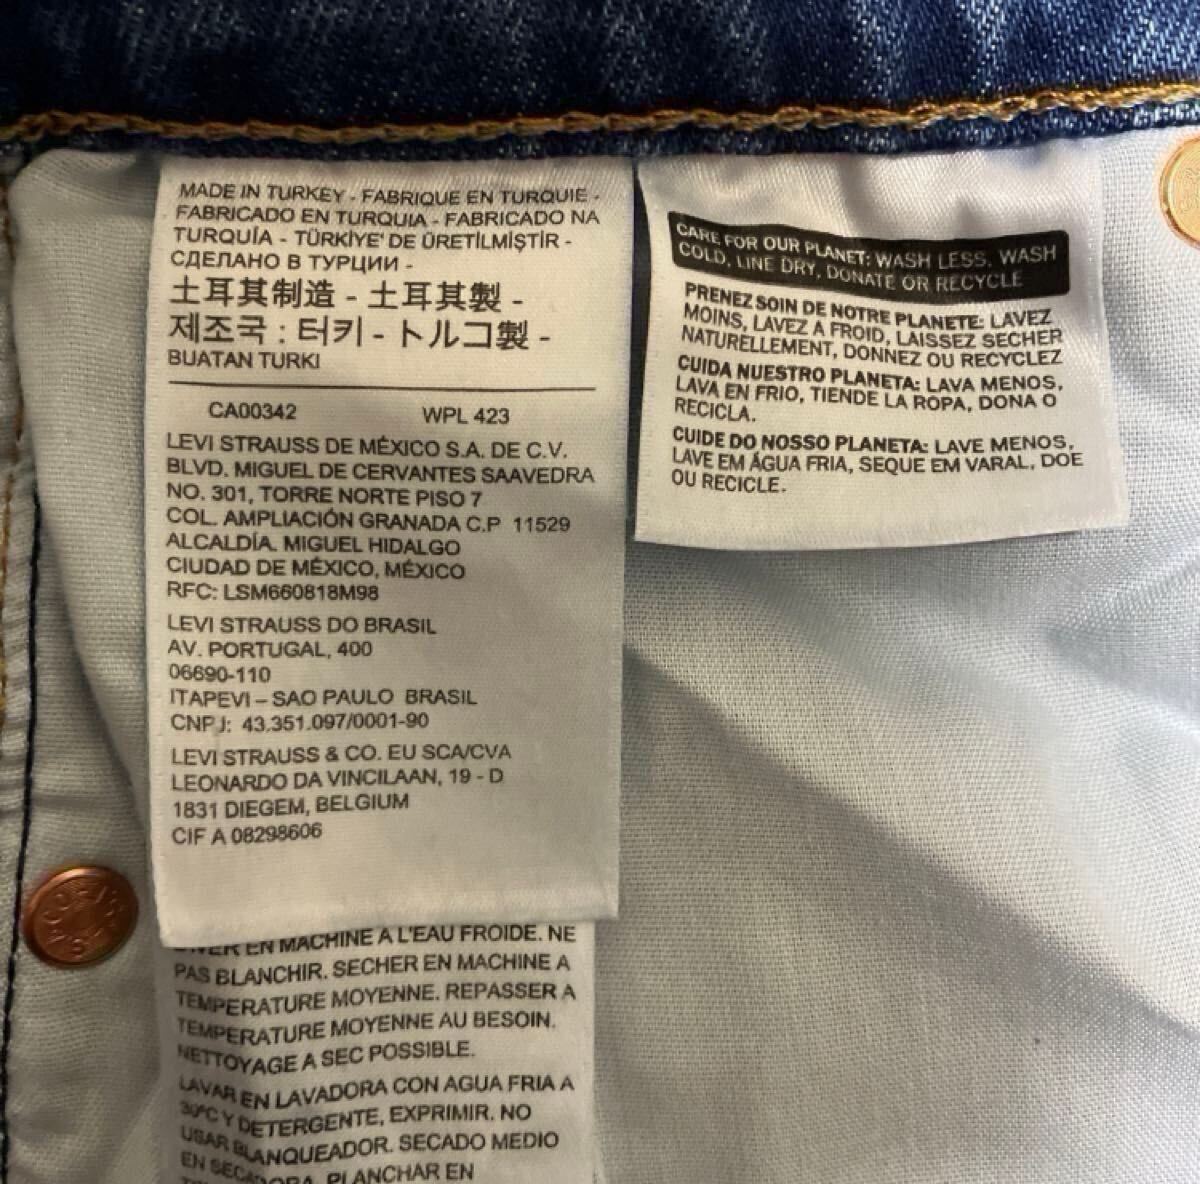 MADE IN TURKEY - FABRIQUE EN TURQUIE -
FABRICADO EN TURQUIA - FABRICADO NA
TURQUÍA - TÜRKİYE' DE ÜRETİLMİŞTİR -
СДЕЛАНО В ТУРЦИИ -
土耳其制造 - 土耳其製 -
제조국 : 터키 - トルコ製 -
BUATAN TURKI
CA00342 WPL 423
LEVI STRAUSS DE MÉXICO S.A. DE C.V.
BLVD. MIGUEL DE CERVANTES SAAVEDRA
NO. 301, TORRE NORTE PISO 7
COL. AMPLIACIÓN GRANADA C.P 11529
ALCALDÍA. MIGUEL HIDALGO
CIUDAD DE MÉXICO, MÉXICO
RFC: LSM660818M98
LEVI STRAUSS DO BRASIL
AV. PORTUGAL, 400
06690-110
ITAPEVI – SAO PAULO BRASIL
CNPJ: 43.351.097/0001-90
LEVI STRAUSS & CO. EU SCA/CVA
LEONARDO DA VINCILAAN, 19 - D
1831 DIEGEM, BELGIUM
CIF A 08298606
EN MACHINE A L'EAU FROIDE. NE
PAS BLANCHIR. SECHER EN MACHINE A
TEMPERATURE MOYENNE. REPASSER A
TEMPERATURE MOYENNE AU BESOIN.
NETTOYAGE A SEC POSSIBLE.
LAVAR EN LAVADORA CON AGUA FRIA A
30ºC Y DETERGENTE, EXPRIMIR. NO
USAR BLANQUEADOR. SECADO MEDIO
EN SECADORA. PLANCHAR EN
CARE FOR OUR PLANET: WASH LESS, WASH
COLD, LINE DRY, DONATE OR RECYCLE
PRENEZ SOIN DE NOTRE PLANETE: LAVEZ
MOINS, LAVEZ A FROID, LAISSEZ SECHER
NATURELLEMENT, DONNEZ OU RECYCLEZ
CUIDA NUESTRO PLANETA: LAVA MENOS,
LAVA EN FRIO, TIENDE LA ROPA, DONA O
RECICLA.
CUIDE DO NOSSO PLANETA: LAVE MENOS,
LAVE EM ÁGUA FRIA, SEQUE EM VARAL, DOE
OU RECICLE.